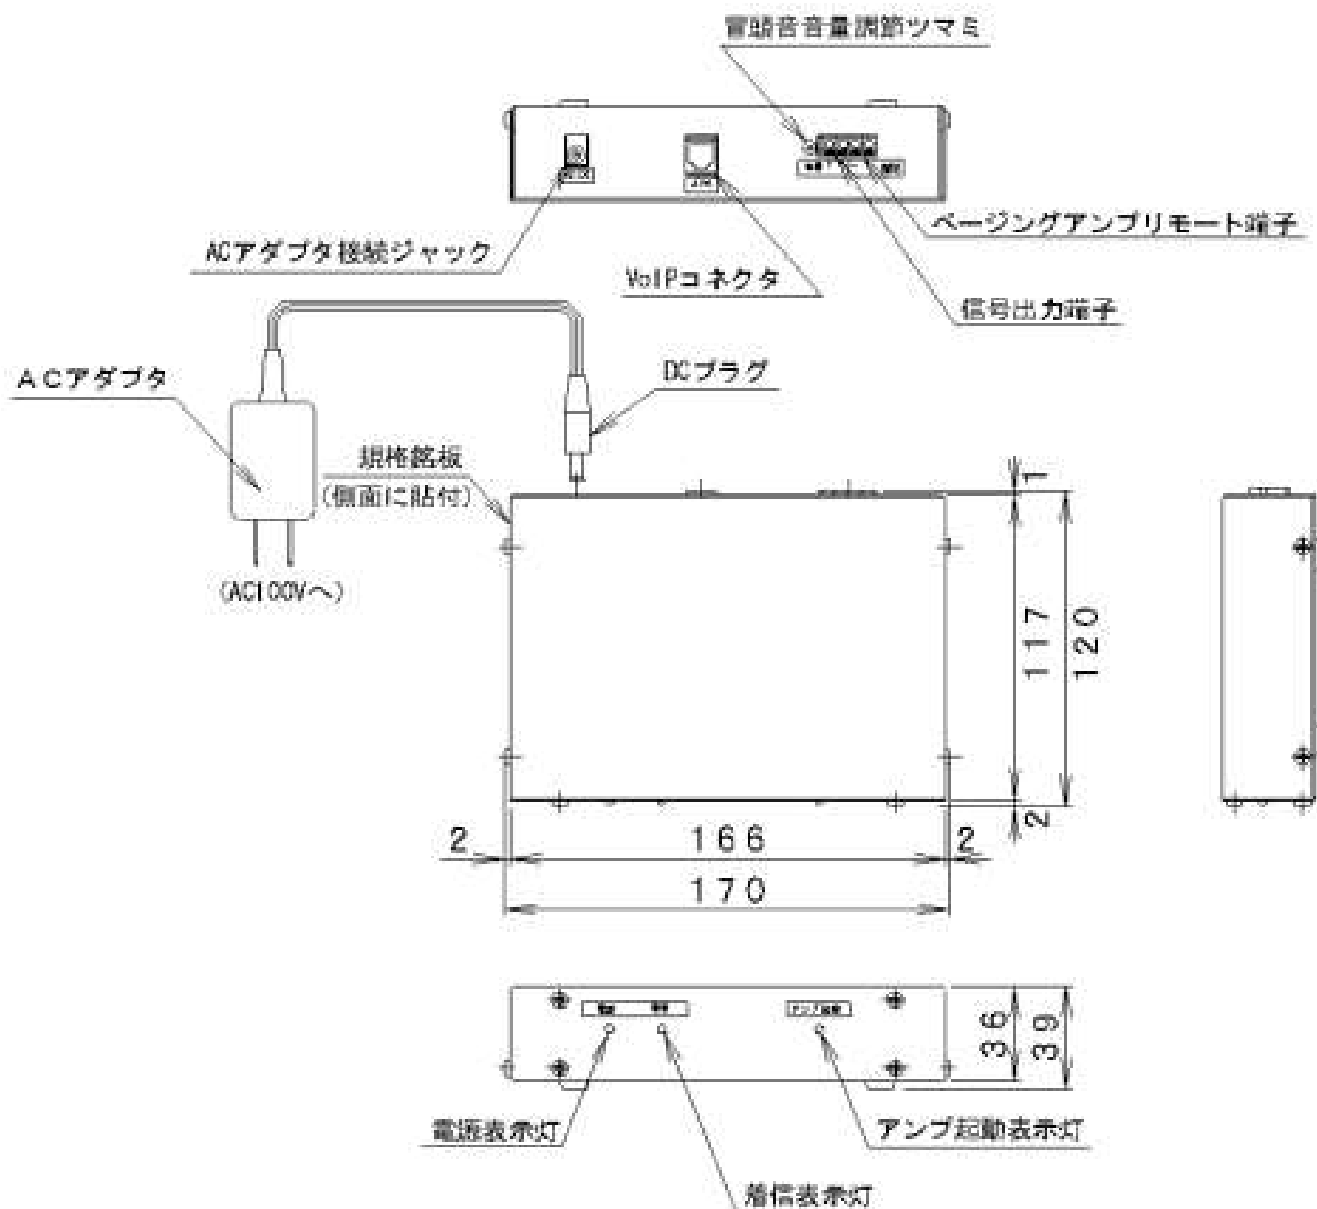 冒頭音音量調節ツマミ
ACアダプタ接続ジャック
VoIPコネクタ
ページングアンプリモート端子
信号出力端子
ACアダプタ
DCプラグ
規格銘板
(側面に貼付)
(AC100Vへ)
1
117
120
2
2
166
2
170
アンプ起動
36
39
電源表示灯
アンプ起動表示灯
着信表示灯